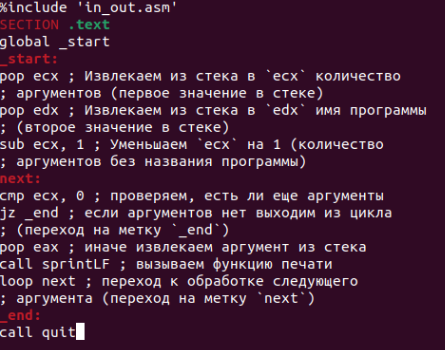 %include 'in_out.asm'
SECTION .text
global _start
_start:
pop ecx ; Извлекаем из стека в `ecx` количество
; аргументов (первое значение в стеке)
pop edx ; Извлекаем из стека в `edx` имя программы
; (второе значение в стеке)
sub ecx, 1 ; Уменьшаем `ecx` на 1 (количество
; аргументов без названия программы)
next:
cmp ecx, 0 ; проверяем, есть ли еще аргументы
jz _end ; если аргументов нет выходим из цикла
; (переход на метку `_end`)
pop eax ; иначе извлекаем аргумент из стека
call sprintLF ; вызываем функцию печати
loop next ; переход к обработке следующего
; аргумента (переход на метку `next`)
_end:
call quit